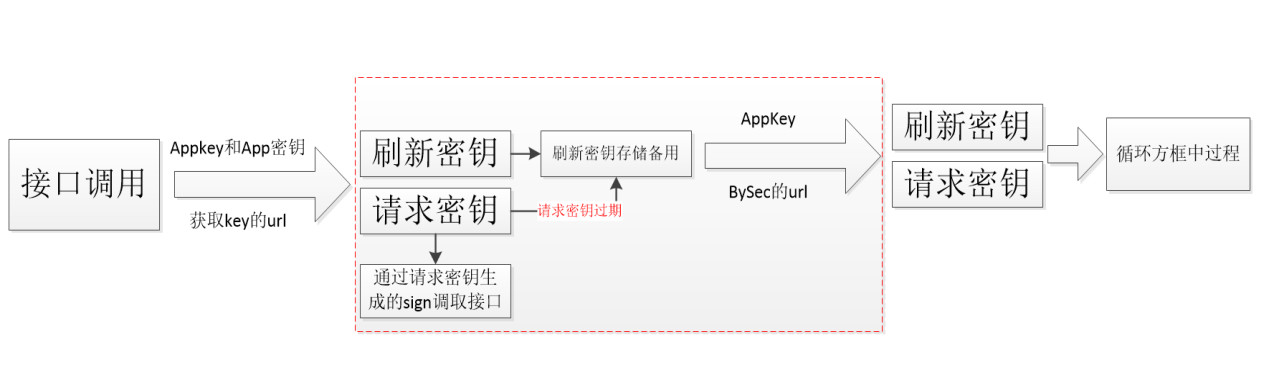 接口调用
Appkey和App密钥
获取key的url
刷新密钥
请求密钥
通过请求密钥生
成的sign调取接口
刷新密钥存储备用
请求密钥过期
AppKey
BySec的url
刷新密钥
请求密钥
循环方框中过程